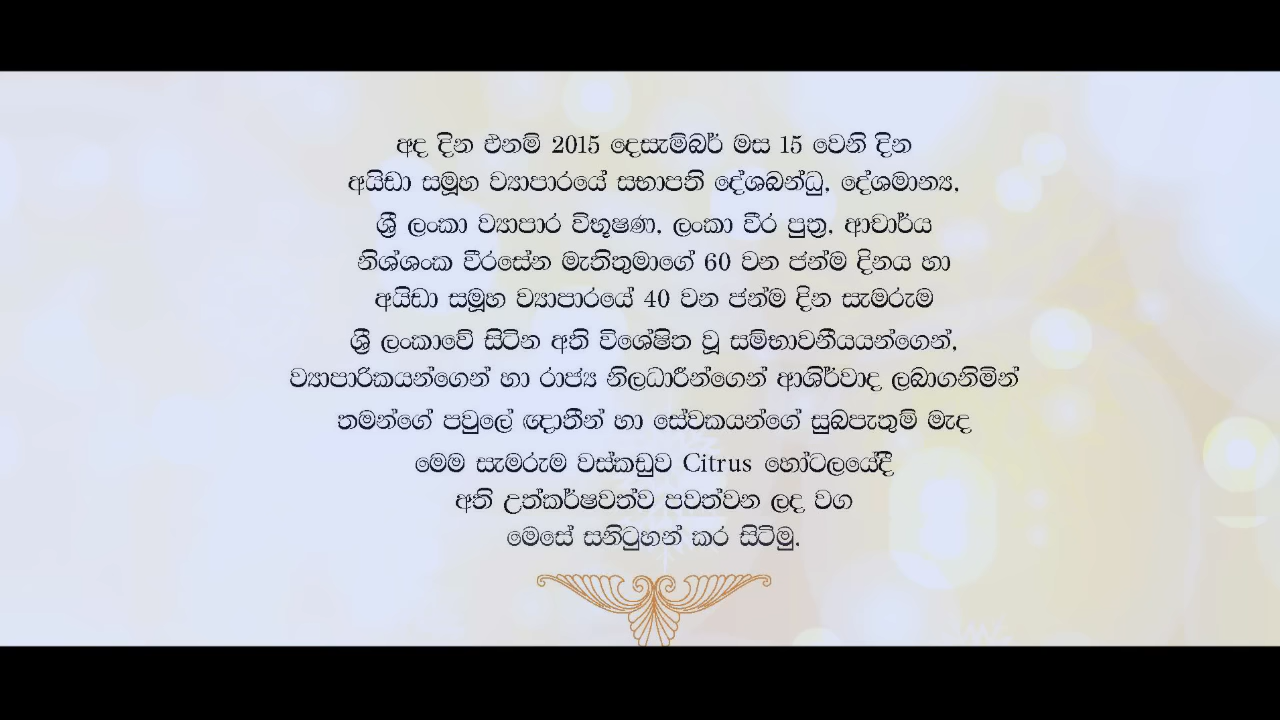 අද දින එනම් 2015 දෙසැම්බර් මස 15 වෙනි දින
අයිඩා සමූහ ව්‍යාපාරයේ සභාපති දේශබන්ධු, දේශමාන්‍ය,
ශ්‍රී ලංකා ව්‍යාපාර විභූෂණ, ලංකා වීර පුත්‍ර, ආචාර්ය
නිශ්ශංක වීරසේන මැතිතුමාගේ 60 වන ජන්ම දිනය හා
අයිඩා සමූහ ව්‍යාපාරයේ 40 වන ජන්ම දින සැමරුම
ශ්‍රී ලංකාවේ සිටින අති විශේෂිත වූ සම්භාවනීයයන්ගෙන්,
ව්‍යාපාරිකයන්ගෙන් හා රාජ්‍ය නිලධාරීන්ගෙන් ආශිර්වාද ලබාගනිමින්
තමන්ගේ පවුලේ ඥාතීන් හා සේවකයන්ගේ සුබපැතුම් මැද
මෙම සැමරුම වස්කඩුව Citrus හෝටලයේදී
අති උත්කර්ෂවත්ව පවත්වන ලද වග
මෙසේ සනිටුහන් කර සිටිමු.